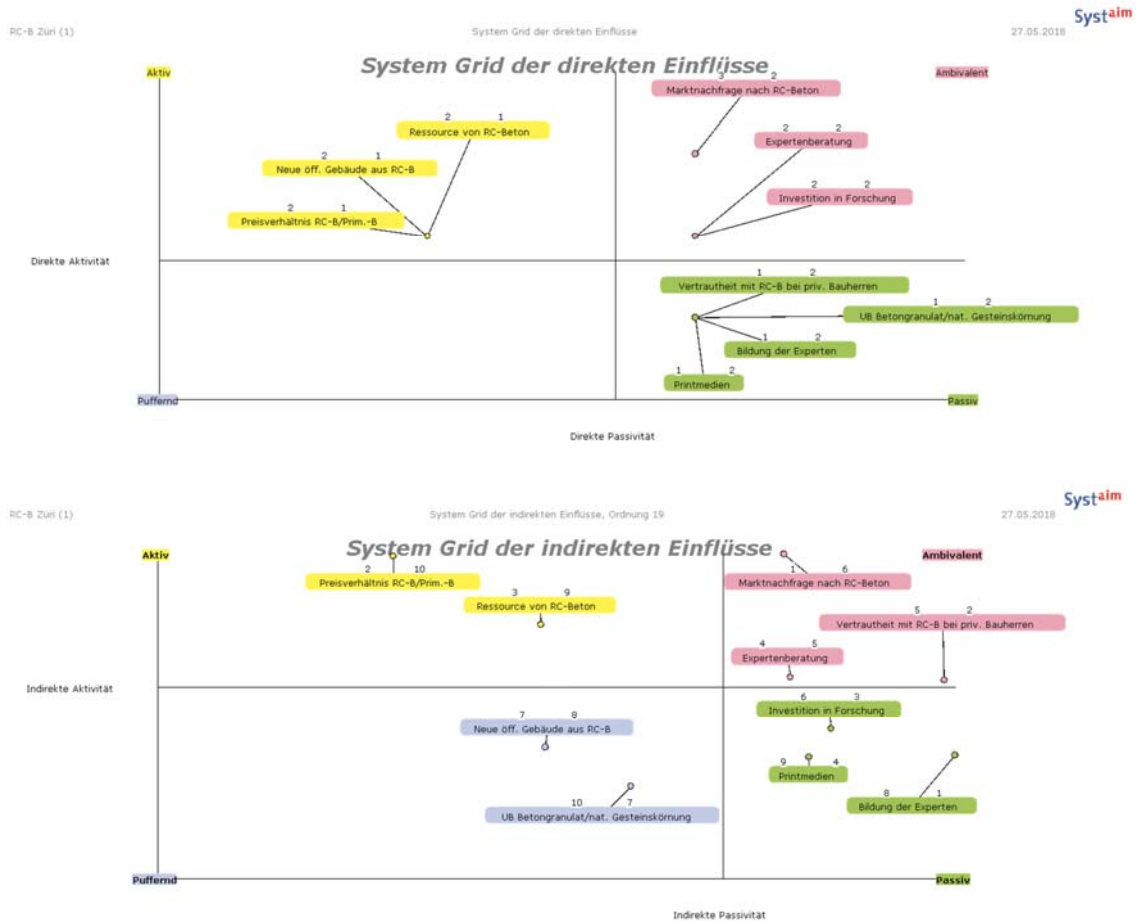 Systaim
RC-B Züri (1)
System Grid der direkten Einflüsse
27.05.2018
System Grid der direkten Einflüsse
Aktiv
Ambivalent
3 2
Marktnachfrage nach RC-Beton
2 1
Ressource von RC-Beton
2 2
Expertenberatung
2 1
Neue öff. Gebäude aus RC-B
2 2
Investition in Forschung
2 1
Preisverhältnis RC-B/Prim.-B
Direkte Aktivität
1 2
Vertrautheit mit RC-B bei priv. Bauherren
1 2
UB Betongranulat/nat. Gesteinskörnung
1 2
Bildung der Experten
1 2
Printmedien
Puffernd
Passiv
Direkte Passivität
Systaim
RC-B Züri (1)
System Grid der indirekten Einflüsse, Ordnung 19
27.05.2018
System Grid der indirekten Einflüsse
Aktiv
Ambivalent
2 10
Preisverhältnis RC-B/Prim.-B
1 6
Marktnachfrage nach RC-Beton
3 9
Ressource von RC-Beton
5 2
Vertrautheit mit RC-B bei priv. Bauherren
4 5
Expertenberatung
Indirekte Aktivität
6 3
Investition in Forschung
7 8
Neue öff. Gebäude aus RC-B
9 4
Printmedien
10 7
UB Betongranulat/nat. Gesteinskörnung
8 1
Bildung der Experten
Puffernd
Passiv
Indirekte Passivität